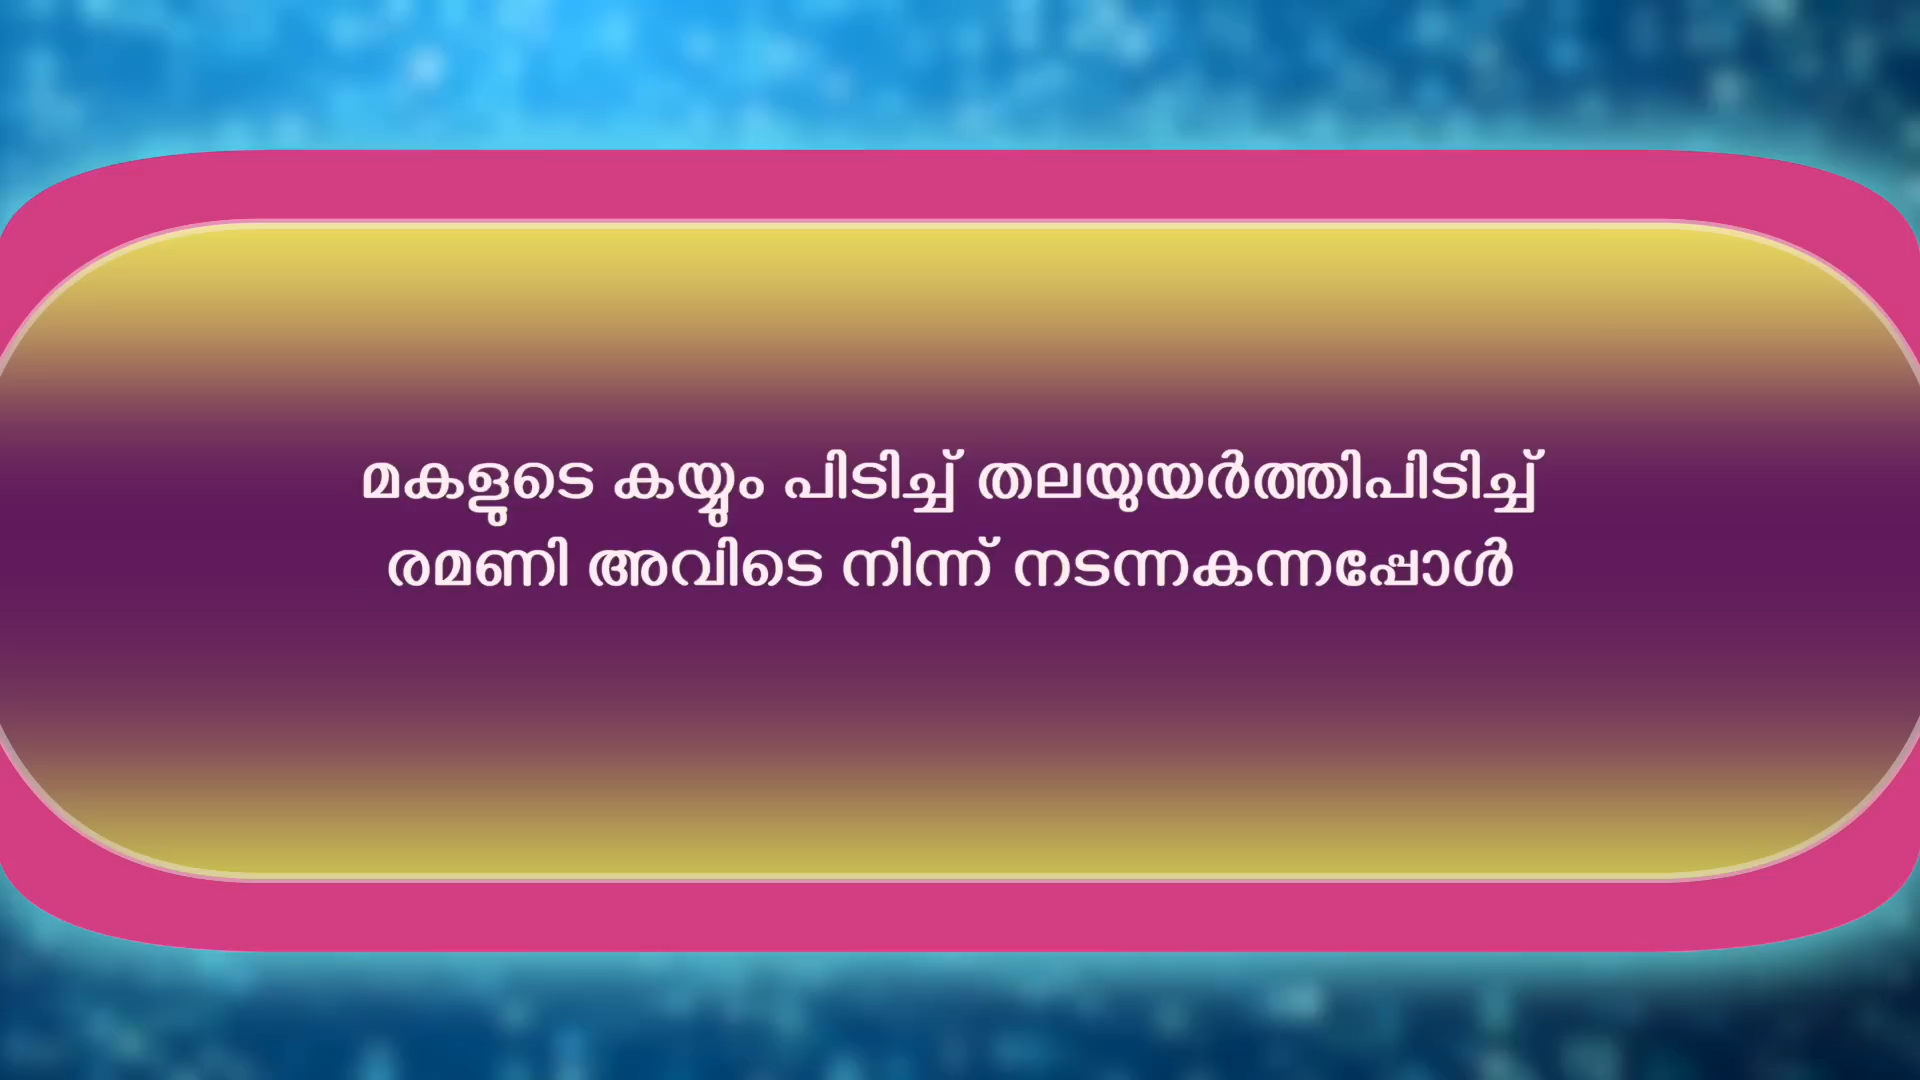 മകളുടെ കയ്യും പിടിച്ച് തലയുയർത്തിപിടിച്ച്
രമണി അവിടെ നിന്ന് നടന്നകന്നപ്പോൾ